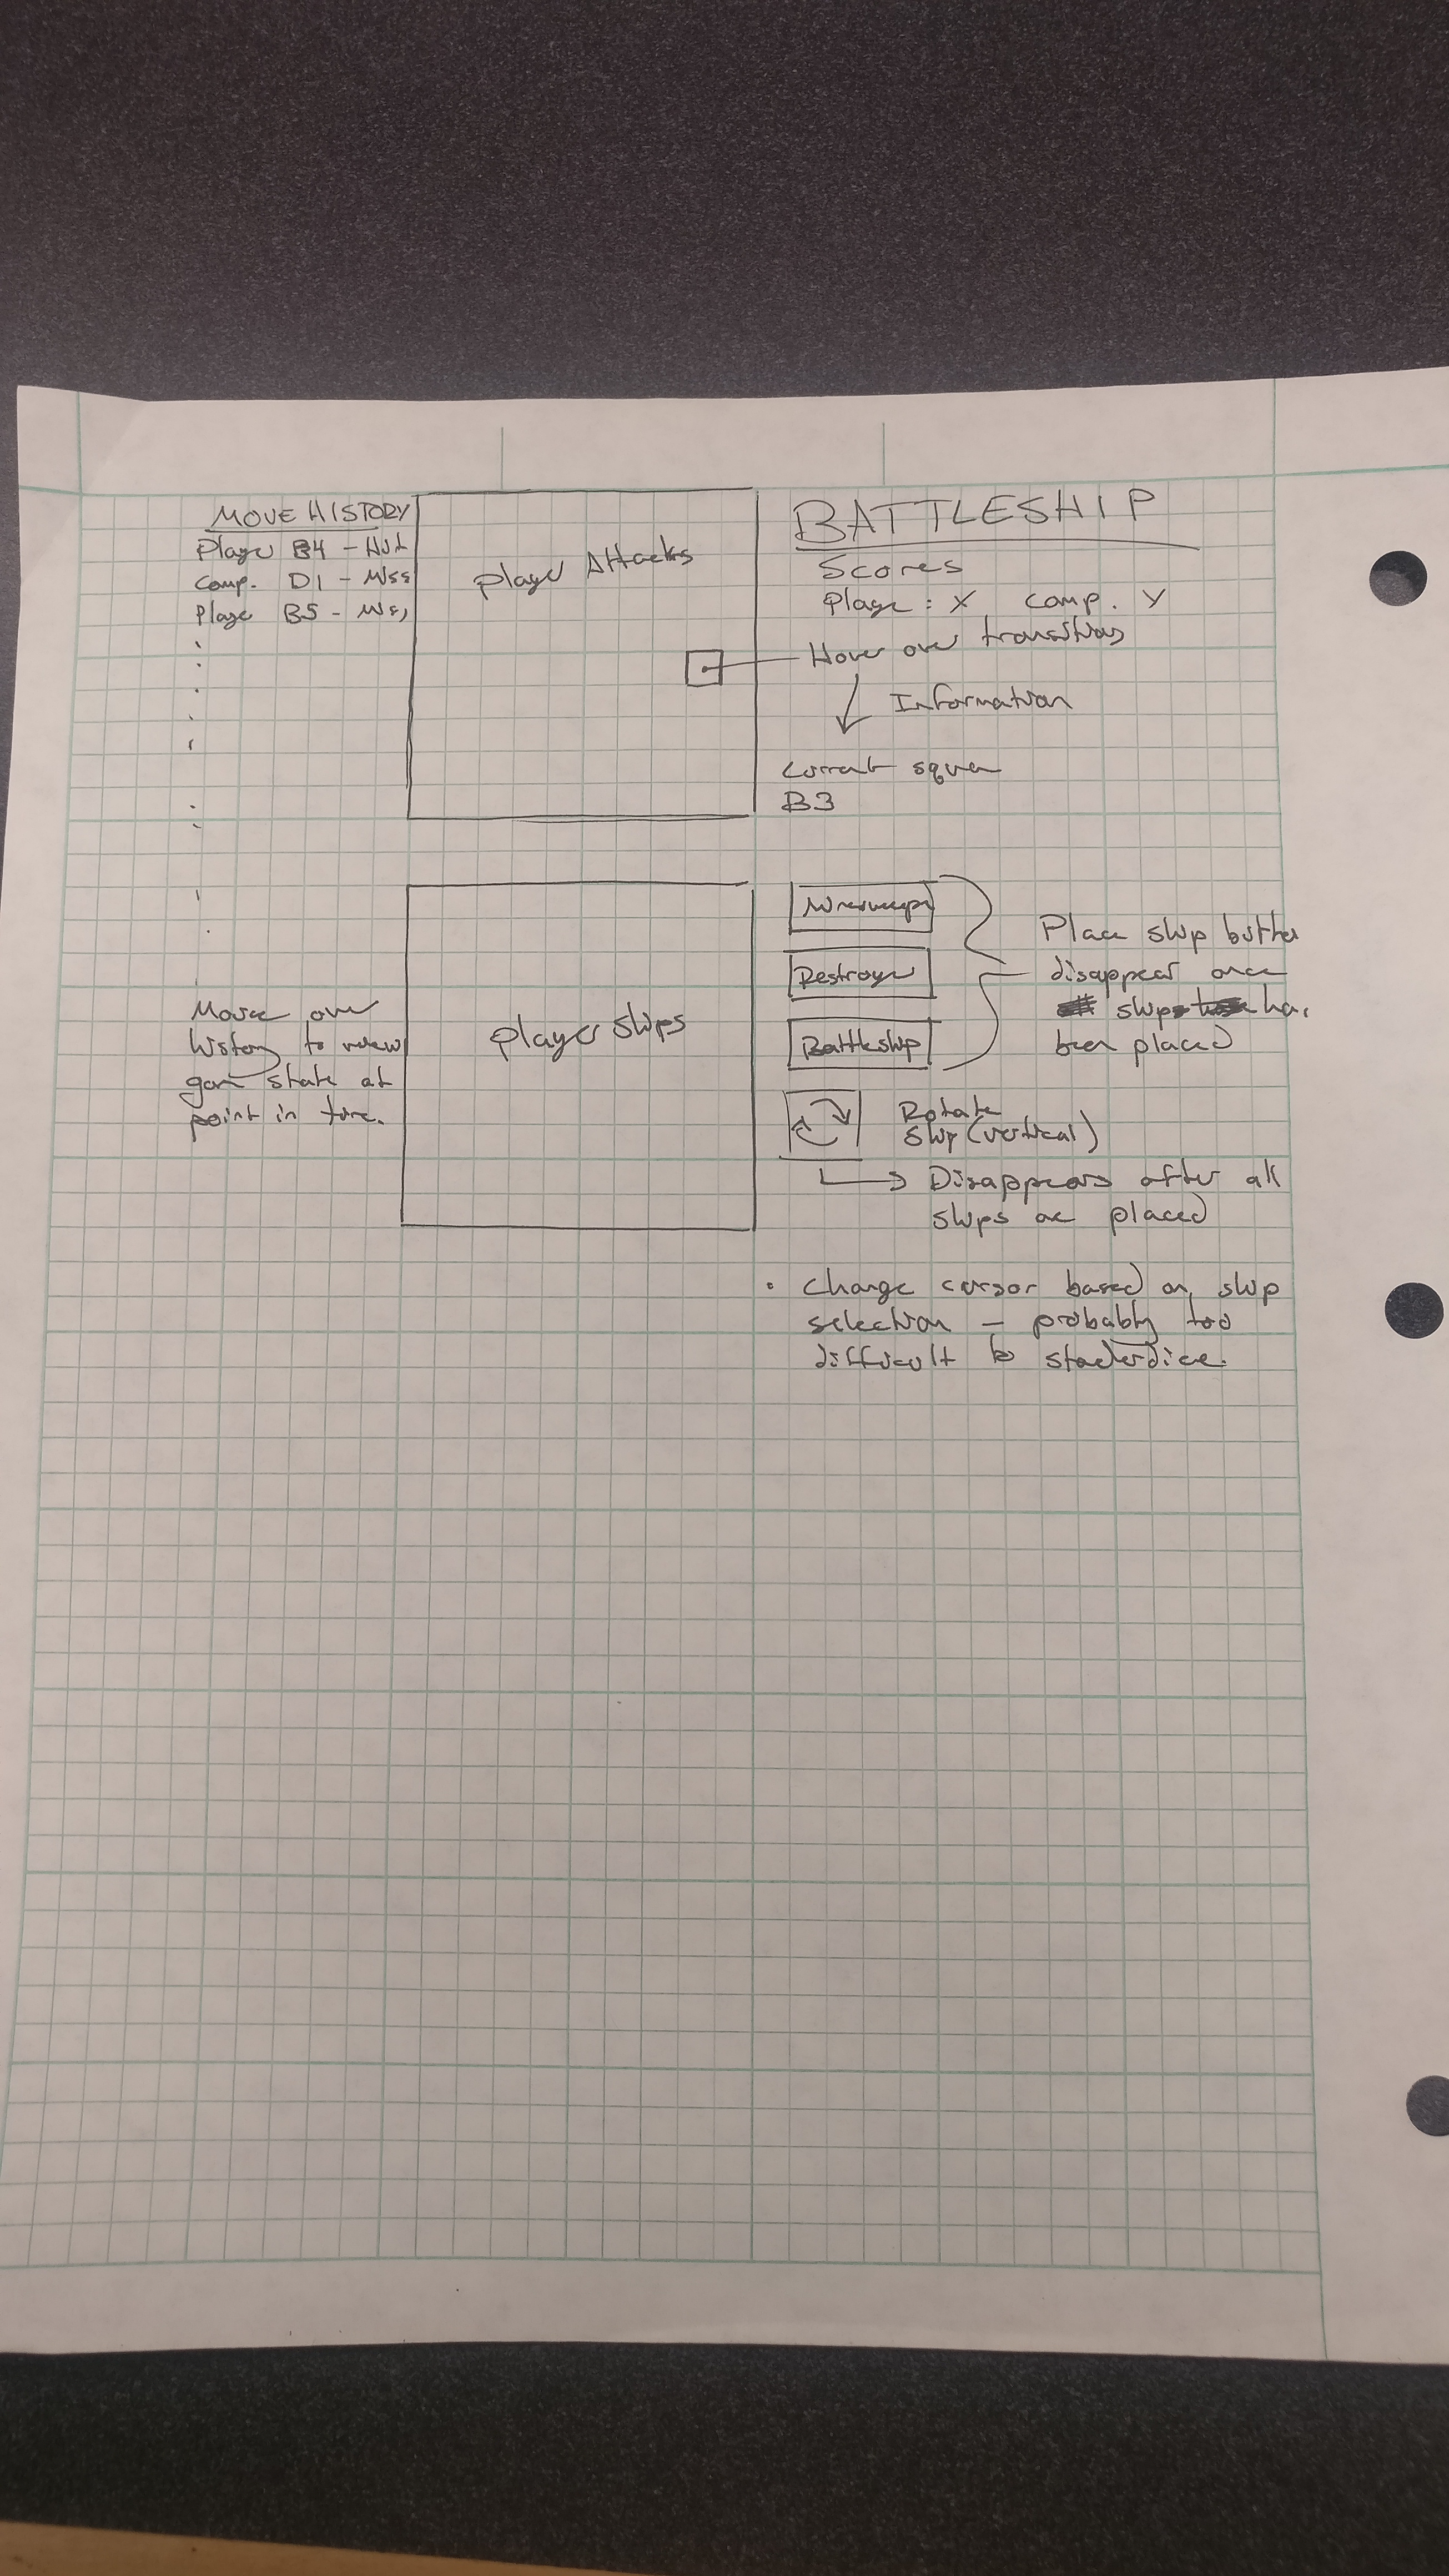 MOVE HISTORY
Player B4 - Hit
Comp. D1 - Miss
Player B5 - Miss
Player Attacks
BATTLESHIP
Scores
Player: X Comp. Y
Hover over transitions
Information
Current square
B3
Mouse over
history to view
game state at
point in time.
Player Ships
Minesweeper
Destroyer
Battleship
Place ship button
disappear once
ships has
been placed
Rotate
Ship (vertical)
Disappears after all
ships are placed
• Change cursor based on ship
selection - probably too
difficult to